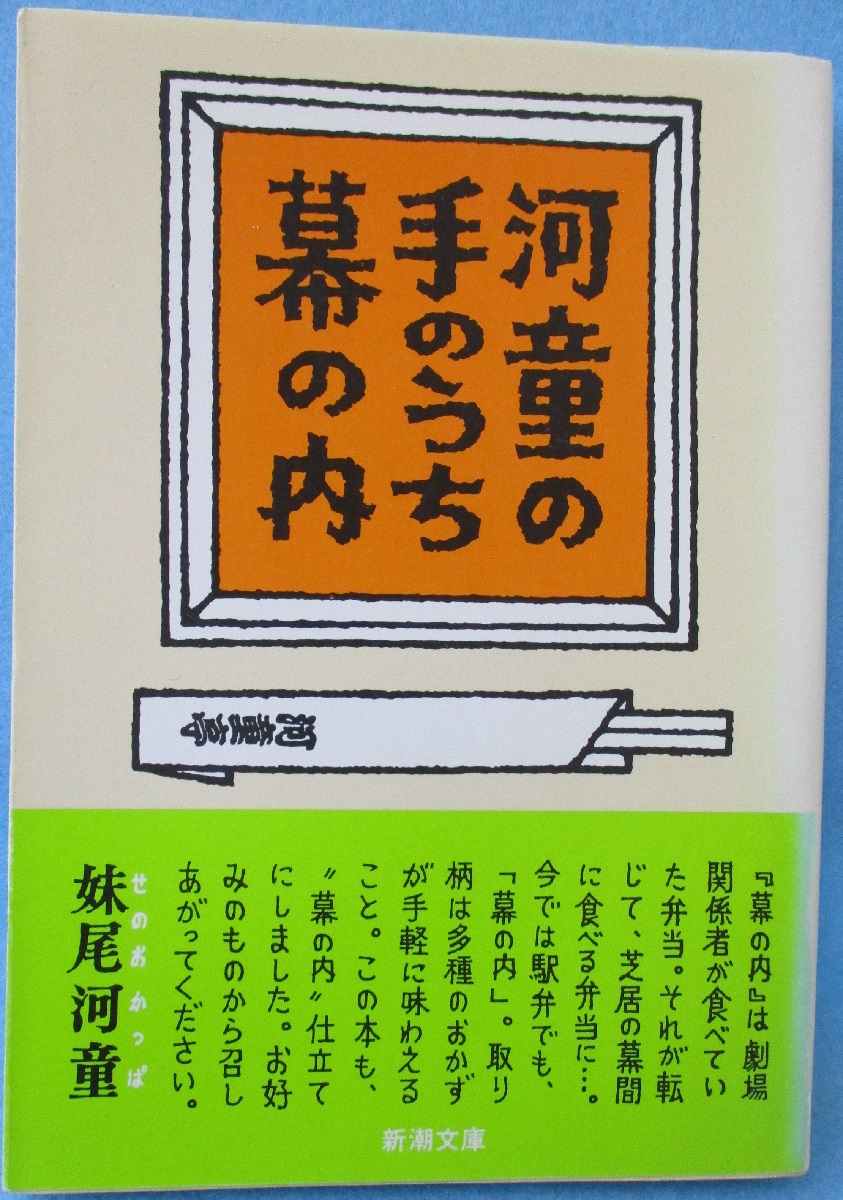 河童の
手のうち
幕の内
河童亭
『幕の内』は劇場
関係者が食べてい
た弁当。それが転
じて、芝居の幕間
に食べる弁当に…。
今では駅弁でも、
「幕の内」。取り
柄は多種のおかず
が手軽に味わえる
こと。この本も、
〝幕の内〟仕立て
にしました。お好
みのものから召し
あがってください。
せのおかっぱ
妹尾河童
新潮文庫